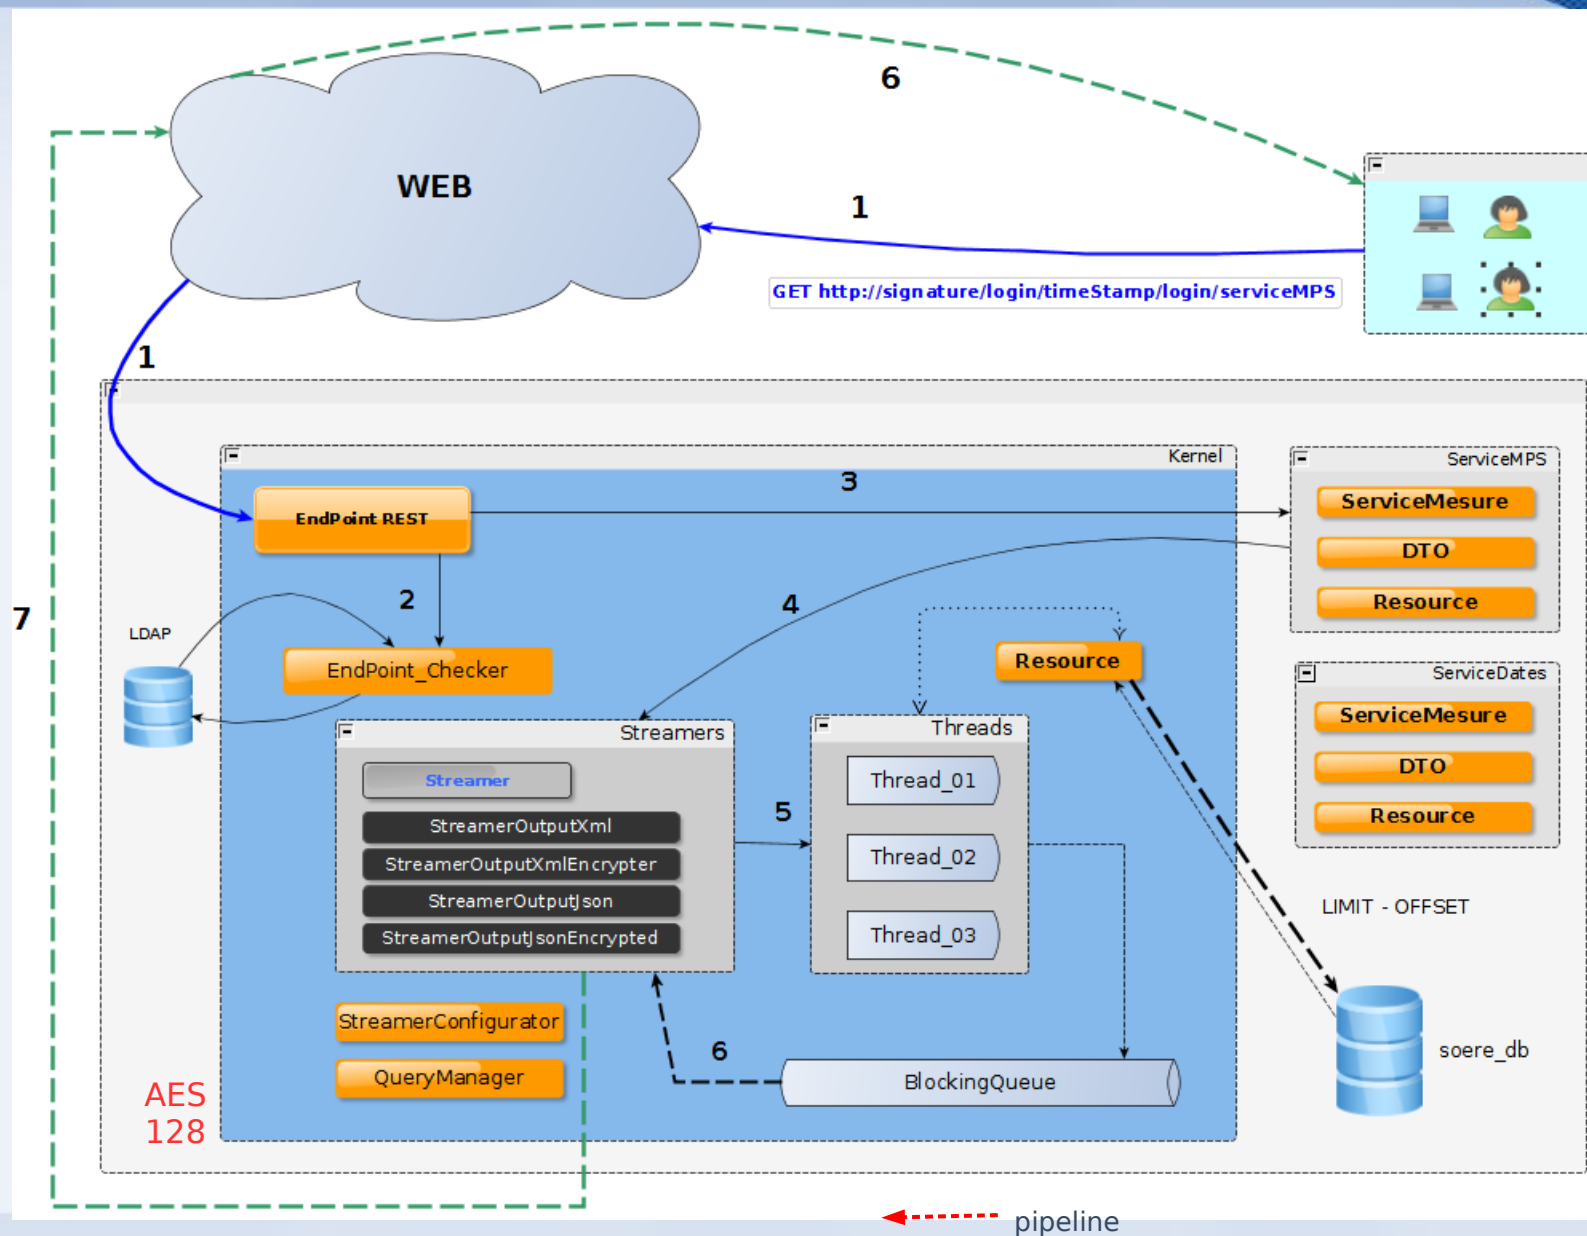 6
WEB
1
GET http://signature/login/timeStamp/login/serviceMPS
1
Kernel
ServiceMPS
3
ServiceMesure
EndPoint REST
DTO
2
4
Resource
7
LDAP
EndPoint_Checker
Resource
ServiceDates
ServiceMesure
Streamers
Threads
DTO
Streamer
Thread_01
5
Resource
StreamerOutputXml
StreamerOutputXmlEncrypter
Thread_02
StreamerOutputJson
LIMIT - OFFSET
StreamerOutputJsonEncrypted
Thread_03
StreamerConfigurator
6
soere_db
QueryManager
BlockingQueue
AES
128
pipeline